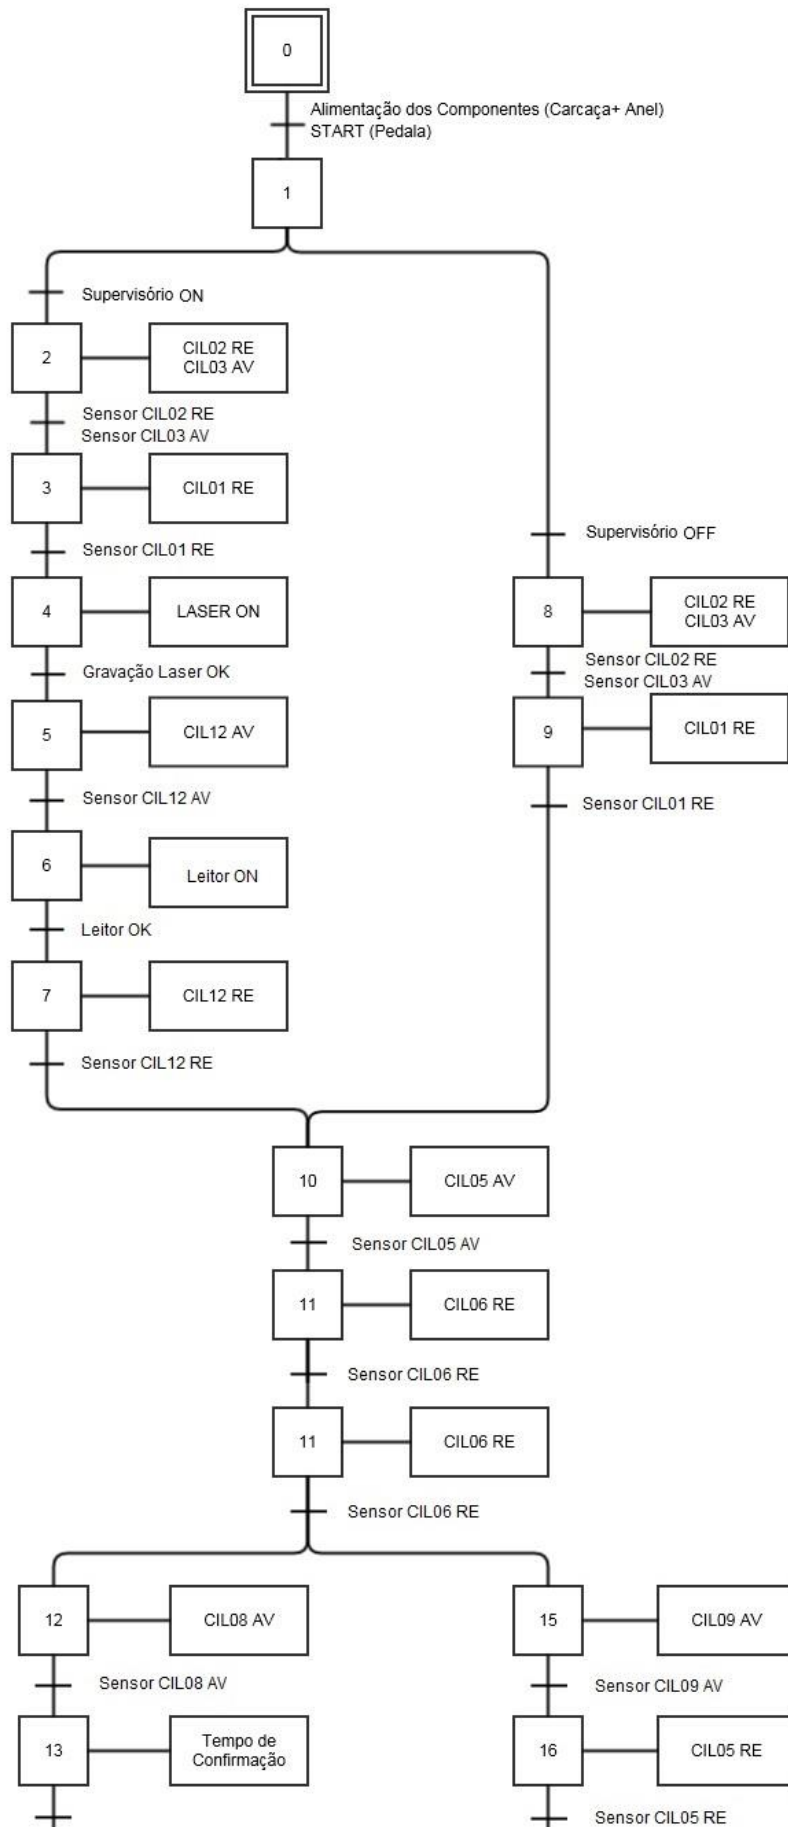 0
Alimentação dos Componentes (Carcaça+ Anel)
START (Pedala)
1
Supervisório ON
2
CIL02 RE
CIL03 AV
Sensor CIL02 RE
Sensor CIL03 AV
3
CIL01 RE
Sensor CIL01 RE
4
LASER ON
Gravação Laser OK
5
CIL12 AV
Sensor CIL12 AV
6
Leitor ON
Leitor OK
7
CIL12 RE
Sensor CIL12 RE
Supervisório OFF
8
CIL02 RE
CIL03 AV
Sensor CIL02 RE
Sensor CIL03 AV
9
CIL01 RE
Sensor CIL01 RE
10
CIL05 AV
Sensor CIL05 AV
11
CIL06 RE
Sensor CIL06 RE
11
CIL06 RE
Sensor CIL06 RE
12
CIL08 AV
Sensor CIL08 AV
13
Tempo de
Confirmação
15
CIL09 AV
Sensor CIL09 AV
16
CIL05 RE
Sensor CIL05 RE